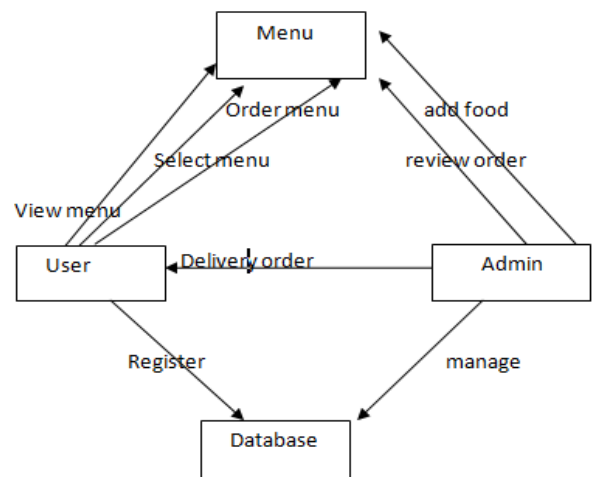 Menu
Order menu
add food
Select menu
review order
View menu
User
Delivery order
Admin
Register
manage
Database